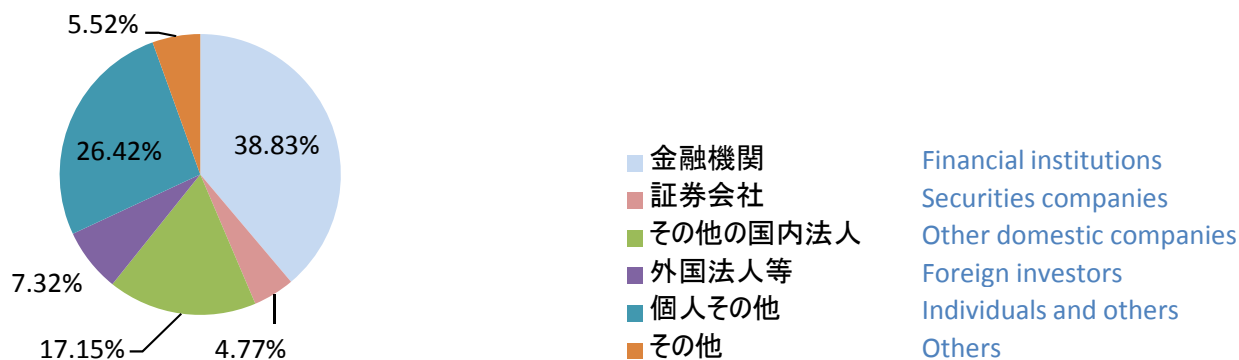 5.52%
26.42%
38.83%
7.32%
17.15%
4.77%
金融機関 Financial institutions
証券会社 Securities companies
その他の国内法人 Other domestic companies
外国法人等 Foreign investors
個人その他 Individuals and others
その他 Others